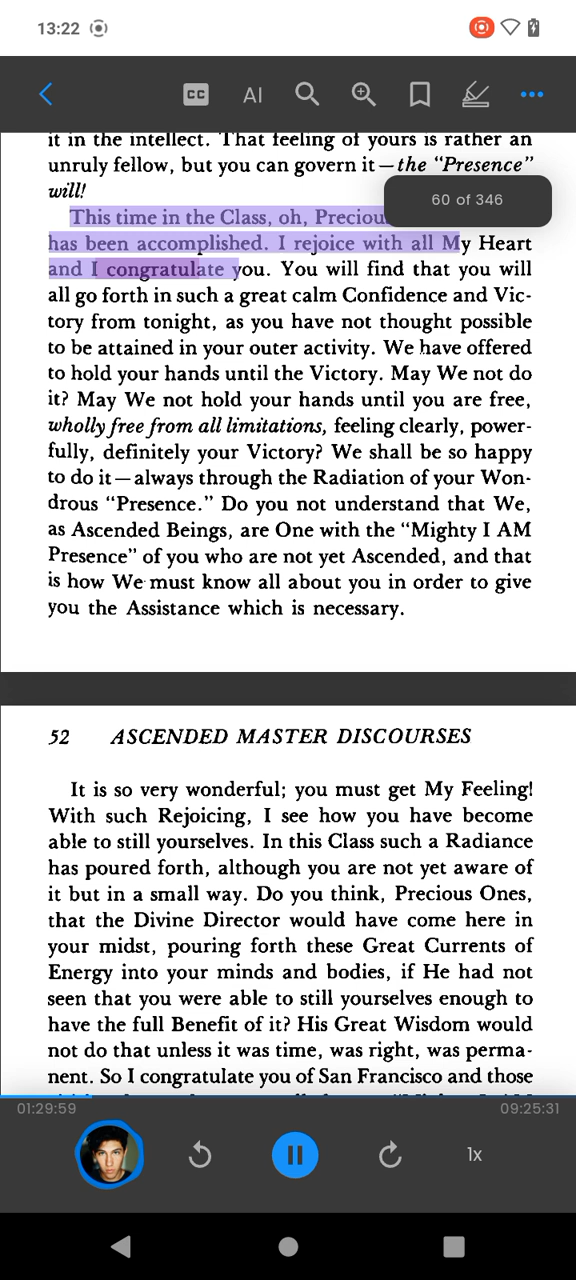 13:22
CC AI
it in the intellect. That feeling of yours is rather an
unruly fellow, but you can govern it—the “Presence”
will!
60 of 346
This time in the Class, oh, Preciou
has been accomplished. I rejoice with all My Heart
and I congratulate you. You will find that you will
all go forth in such a great calm Confidence and Vic-
tory from tonight, as you have not thought possible
to be attained in your outer activity. We have offered
to hold your hands until the Victory. May We not do
it? May We not hold your hands until you are free,
wholly free from all limitations, feeling clearly, power-
fully, definitely your Victory? We shall be so happy
to do it—always through the Radiation of your Won-
drous “Presence.” Do you not understand that We,
as Ascended Beings, are One with the “Mighty I AM
Presence” of you who are not yet Ascended, and that
is how We must know all about you in order to give
you the Assistance which is necessary.
52 ASCENDED MASTER DISCOURSES
It is so very wonderful; you must get My Feeling!
With such Rejoicing, I see how you have become
able to still yourselves. In this Class such a Radiance
has poured forth, although you are not yet aware of
it but in a small way. Do you think, Precious Ones,
that the Divine Director would have come here in
your midst, pouring forth these Great Currents of
Energy into your minds and bodies, if He had not
seen that you were able to still yourselves enough to
have the full Benefit of it? His Great Wisdom would
not do that unless it was time, was right, was perma-
nent. So I congratulate you of San Francisco and those
01:29:59 09:25:31
1x